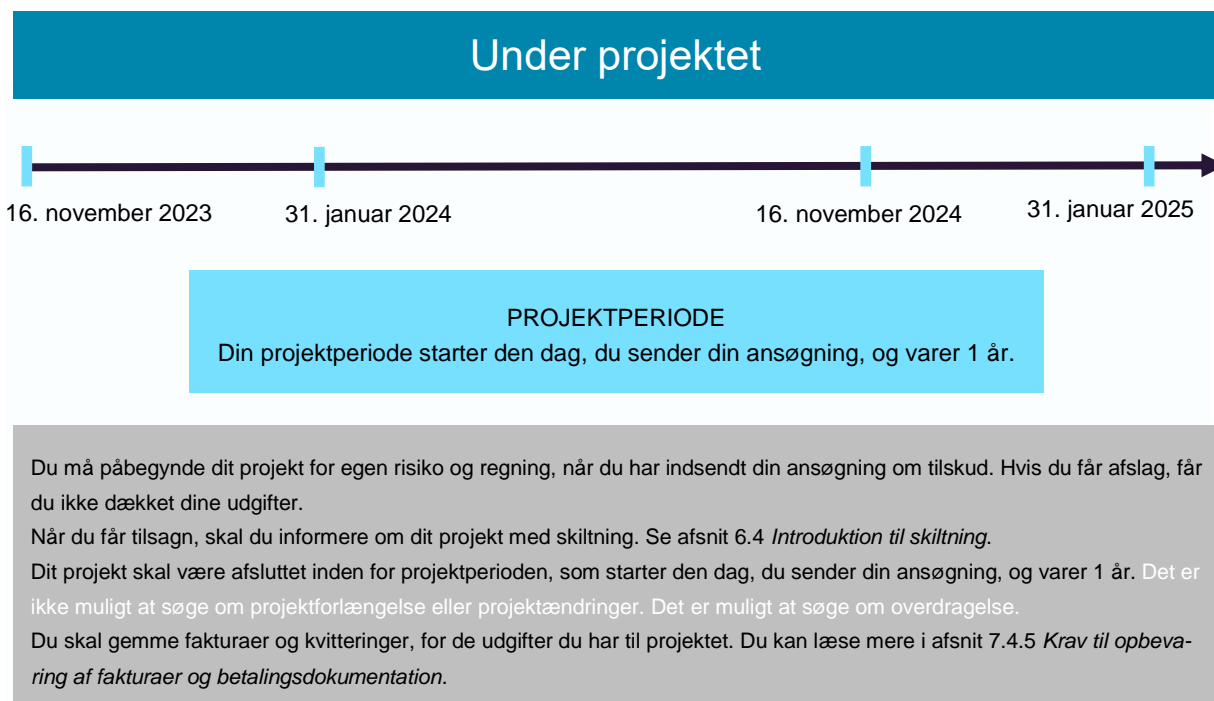 Under projektet
16. november 2023
31. januar 2024
16. november 2024
31. januar 2025
PROJEKTPERIODE
Din projektperiode starter den dag, du sender din ansøgning, og varer 1 år.
Du må påbegynde dit projekt for egen risiko og regning, når du har indsendt din ansøgning om tilskud. Hvis du får afslag, får
du ikke dækket dine udgifter.
Når du får tilsagn, skal du informere om dit projekt med skiltning. Se afsnit 6.4 Introduktion til skiltning.
Dit projekt skal være afsluttet inden for projektperioden, som starter den dag, du sender din ansøgning, og varer 1 år. Det er
ikke muligt at søge om projektforlængelse eller projektændringer. Det er muligt at søge om overdragelse.
Du skal gemme fakturaer og kvitteringer, for de udgifter du har til projektet. Du kan læse mere i afsnit 7.4.5 Krav til opbeva-
ring af fakturaer og betalingsdokumentation.